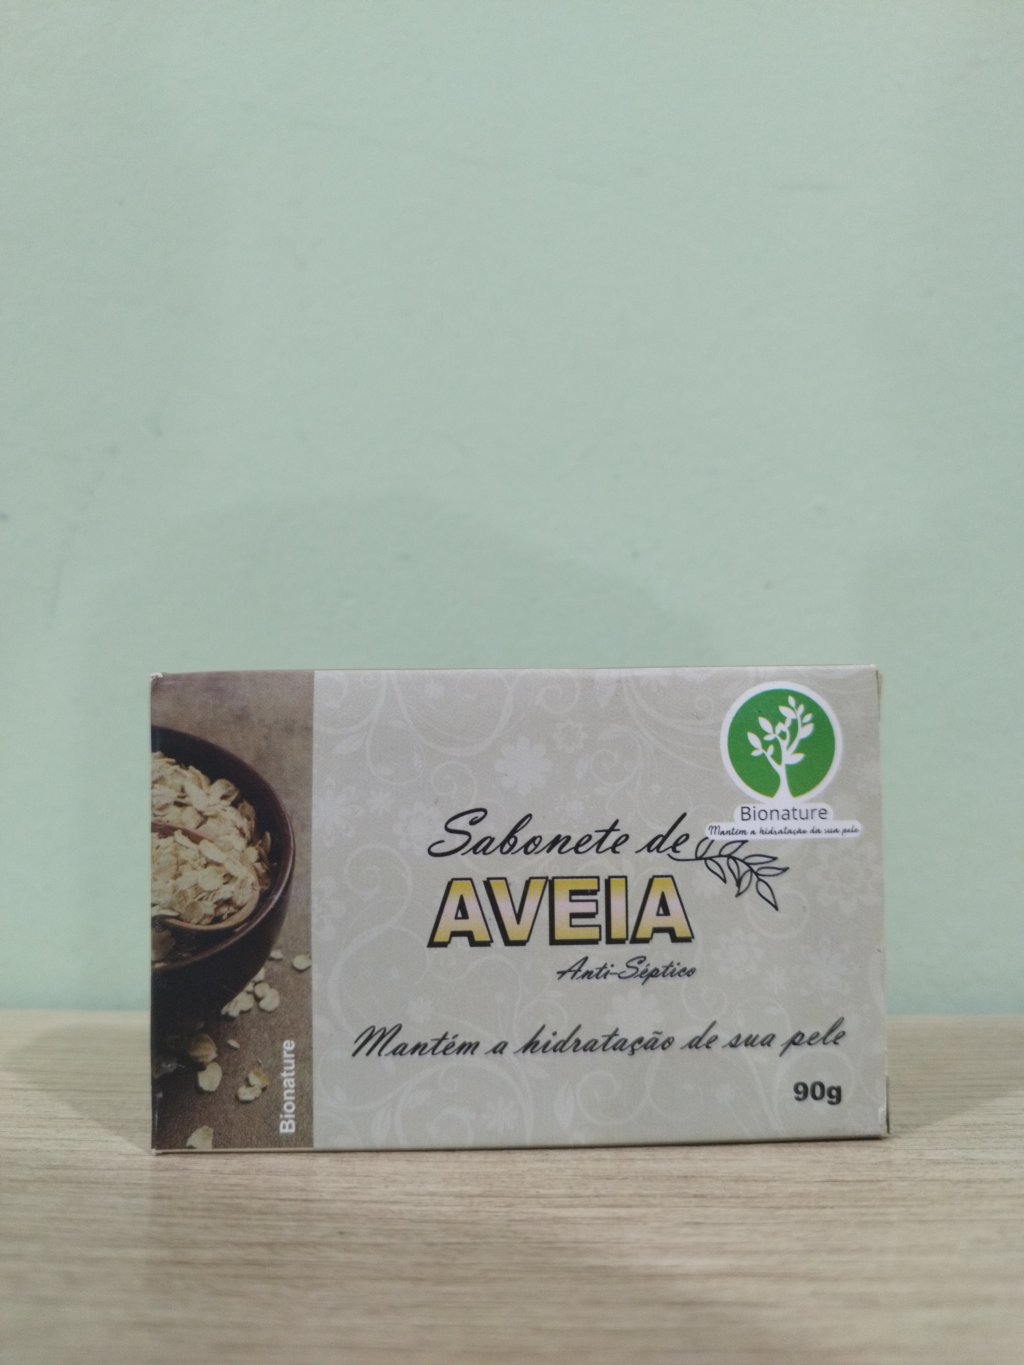 Bionature
Mantém a hidratação da sua pele
Sabonete de
AVEIA
Anti-Séptico
Mantém a hidratação de sua pele
90g
Bionature